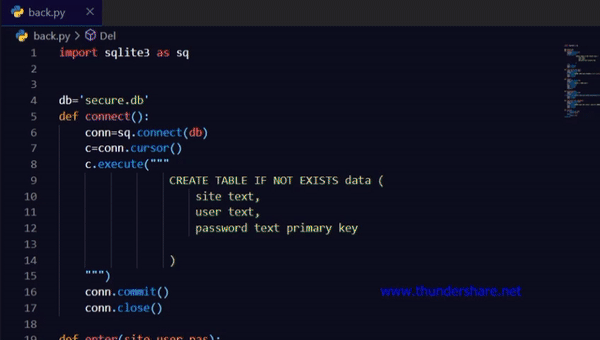 back.py ×
back.py > Del
1 import sqlite3 as sq
2
3
4 db='secure.db'
5 def connect():
6 conn=sq.connect(db)
7 c=conn.cursor()
8 c.execute("""
9 CREATE TABLE IF NOT EXISTS data (
10 site text,
11 user text,
12 password text primary key
13
14 )
15 """)
16 conn.commit()
17 conn.close()
www.thundershare.net
18
19 def enter(site,user,pas):